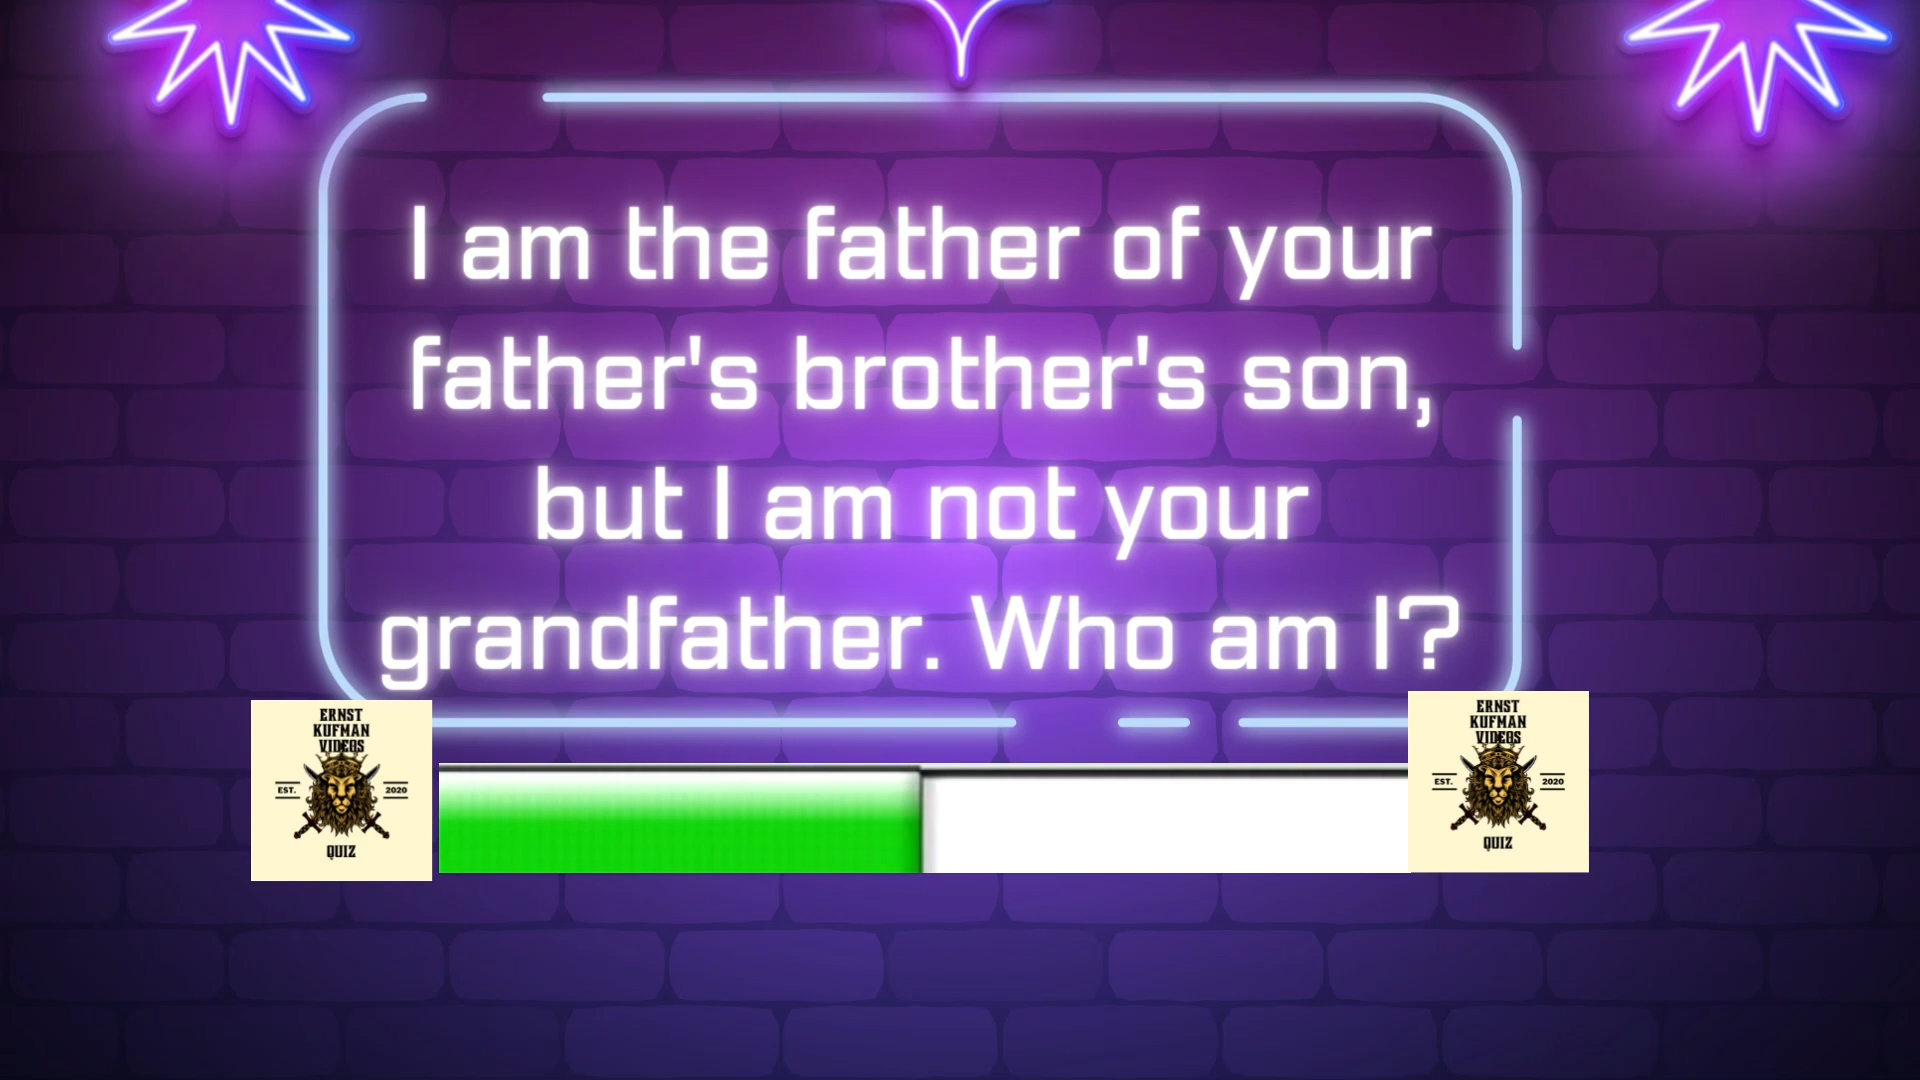 I am the father of your
father's brother's son,
but I am not your
grandfather. Who am I?
ERNST
KUFMAN
VIDEOS
EST. 2020
QUIZ
ERNST
KUFMAN
VIDEOS
EST. 2020
QUIZ